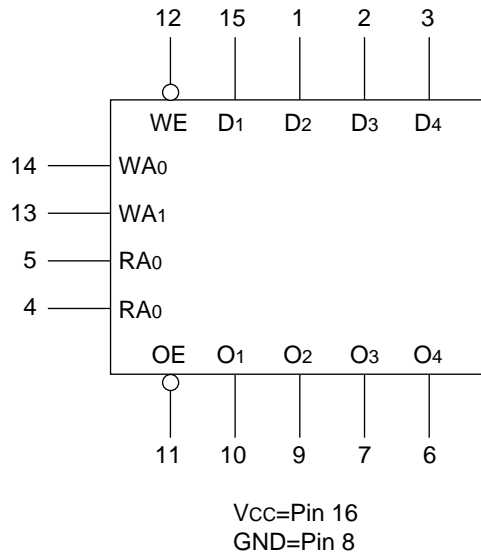 12 15 1 2 3
WE D1 D2 D3 D4
14 WA0
13 WA1
5 RA0
4 RA0
OE O1 O2 O3 O4
11 10 9 7 6
VCC=Pin 16
GND=Pin 8